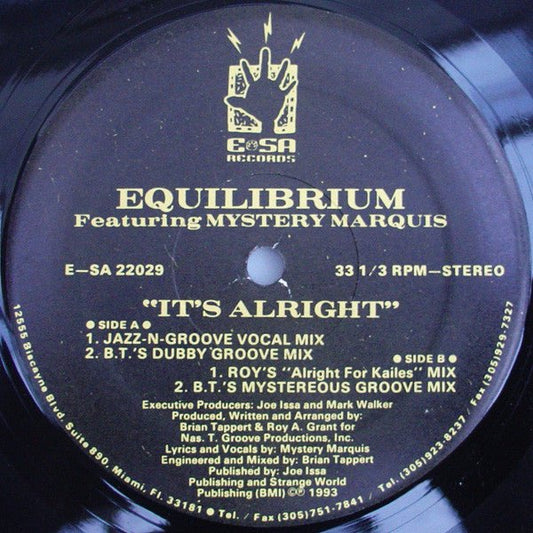 E SA
RECORDS
EQUILIBRIUM
Featuring MYSTERY MARQUIS
E—SA 22029
33 1/3 RPM—STEREO
"IT'S ALRIGHT"
● SIDE A ●
1. JAZZ-N-GROOVE VOCAL MIX
2. B.T.'S DUBBY GROOVE MIX
● SIDE B ●
1. ROY'S "Alright For Kailes" MIX
2. B.T.'S MYSTEREOUS GROOVE MIX
Executive Producers: Joe Issa and Mark Walker
Produced, Written and Arranged by:
Brian Tappert & Roy A. Grant for
Nas. T. Groove Productions, Inc.
Lyrics and Vocals by: Mystery Marquis
Engineered and Mixed by: Brian Tappert
Published by: Joe Issa
Publishing and Strange World
Publishing (BMI) ©℗ 1993
12555 Biscayne Blvd. Suite 890, Miami, Fl. 33181 ● Tel. / Fax (305)751-7841 / Tel. (305)923-8237 / Fax (305)929-7327